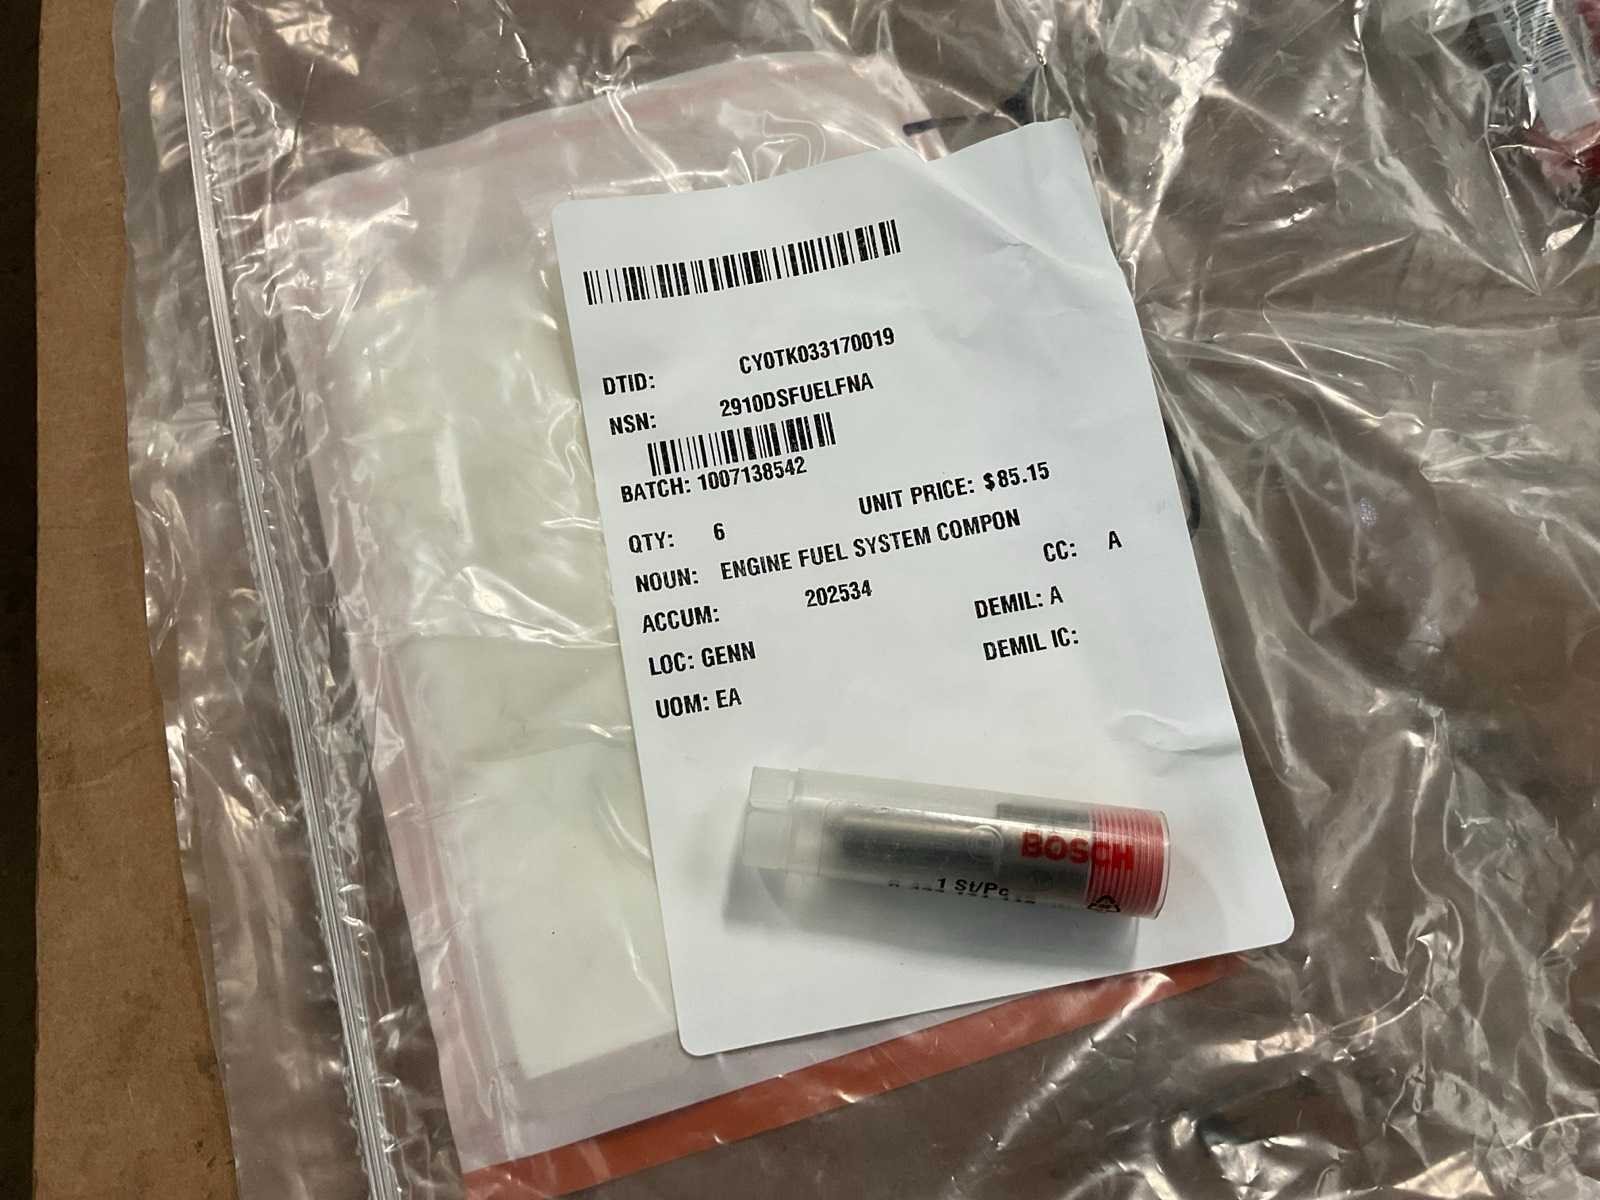 DTID: CY0TK033170019
NSN: 2910DSFUELFNA
BATCH: 1007138542
QTY: 6 UNIT PRICE: $85.15
NOUN: ENGINE FUEL SYSTEM COMPON
ACCUM: 202534 CC: A
LOC: GENN DEMIL: A
UOM: EA DEMIL IC:
BOSCH
1 St/Pc